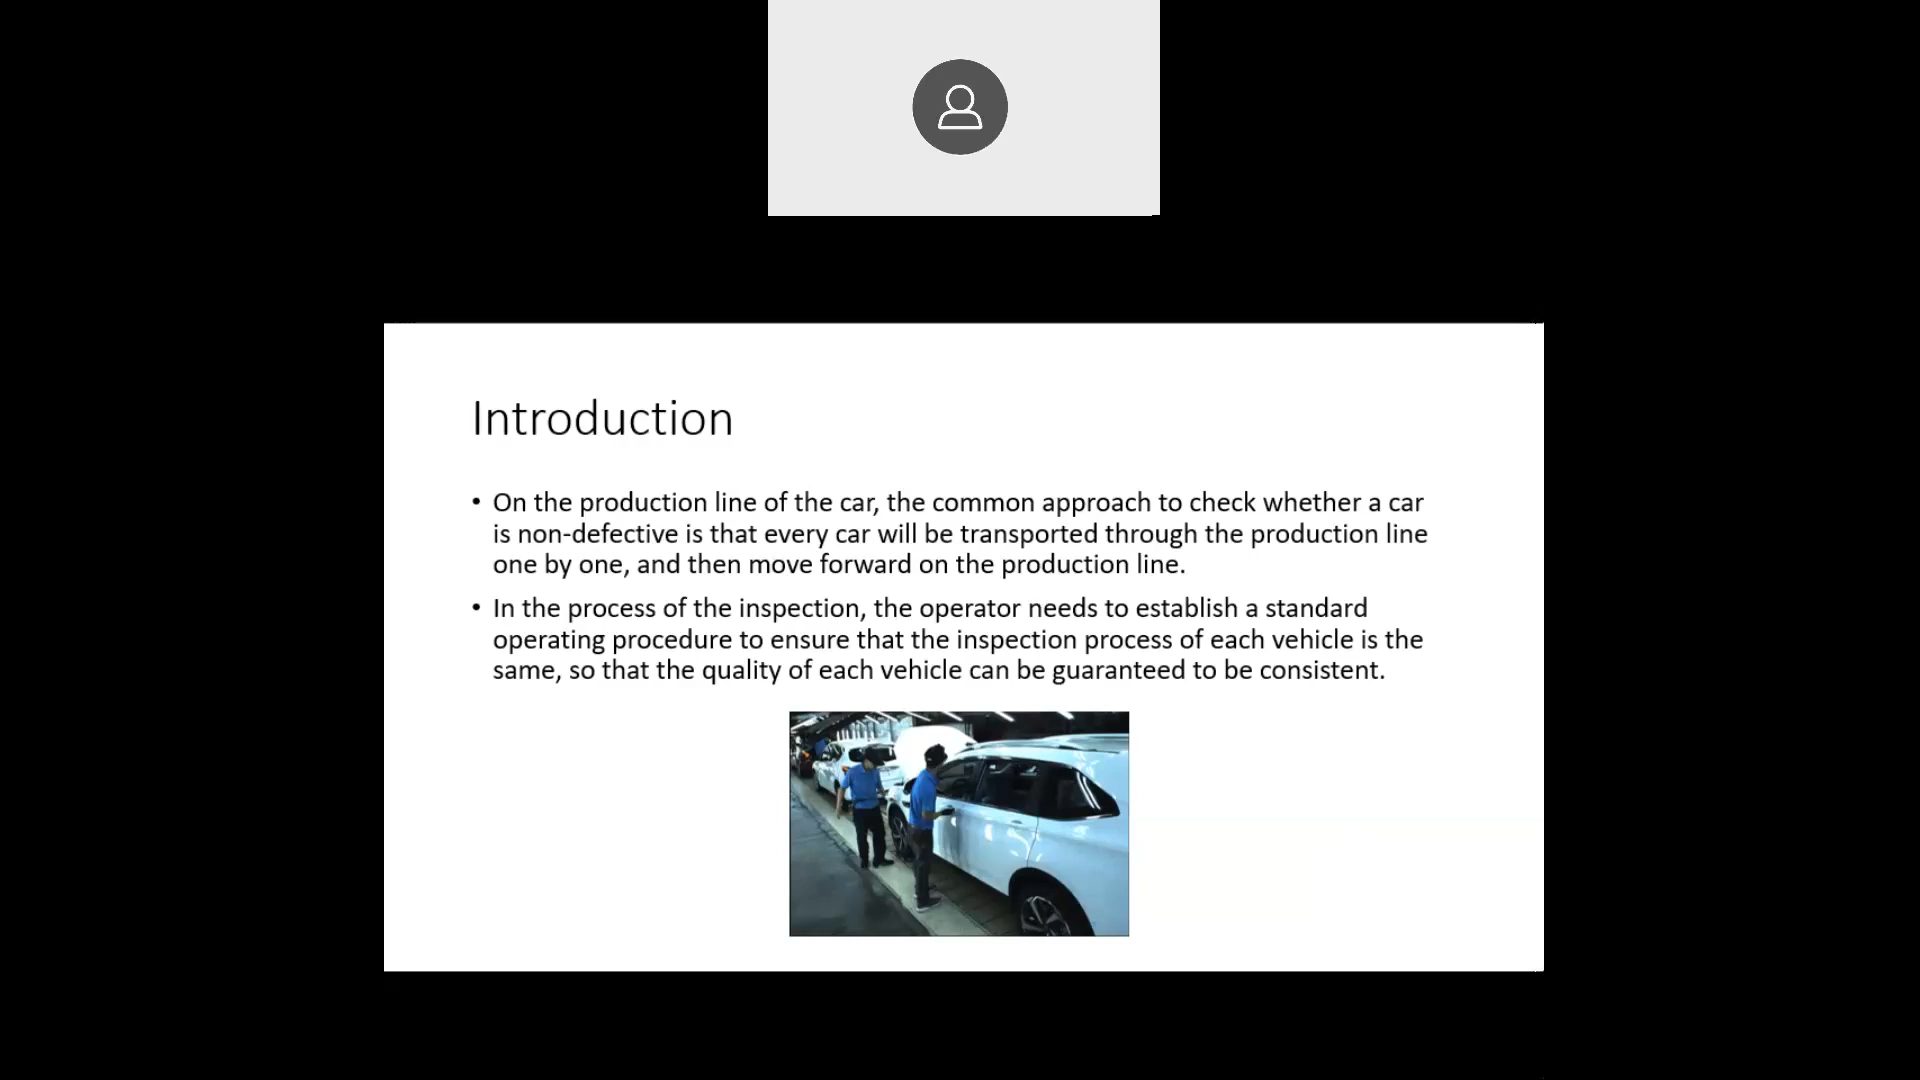 Introduction
• On the production line of the car, the common approach to check whether a car
is non-defective is that every car will be transported through the production line
one by one, and then move forward on the production line.
• In the process of the inspection, the operator needs to establish a standard
operating procedure to ensure that the inspection process of each vehicle is the
same, so that the quality of each vehicle can be guaranteed to be consistent.